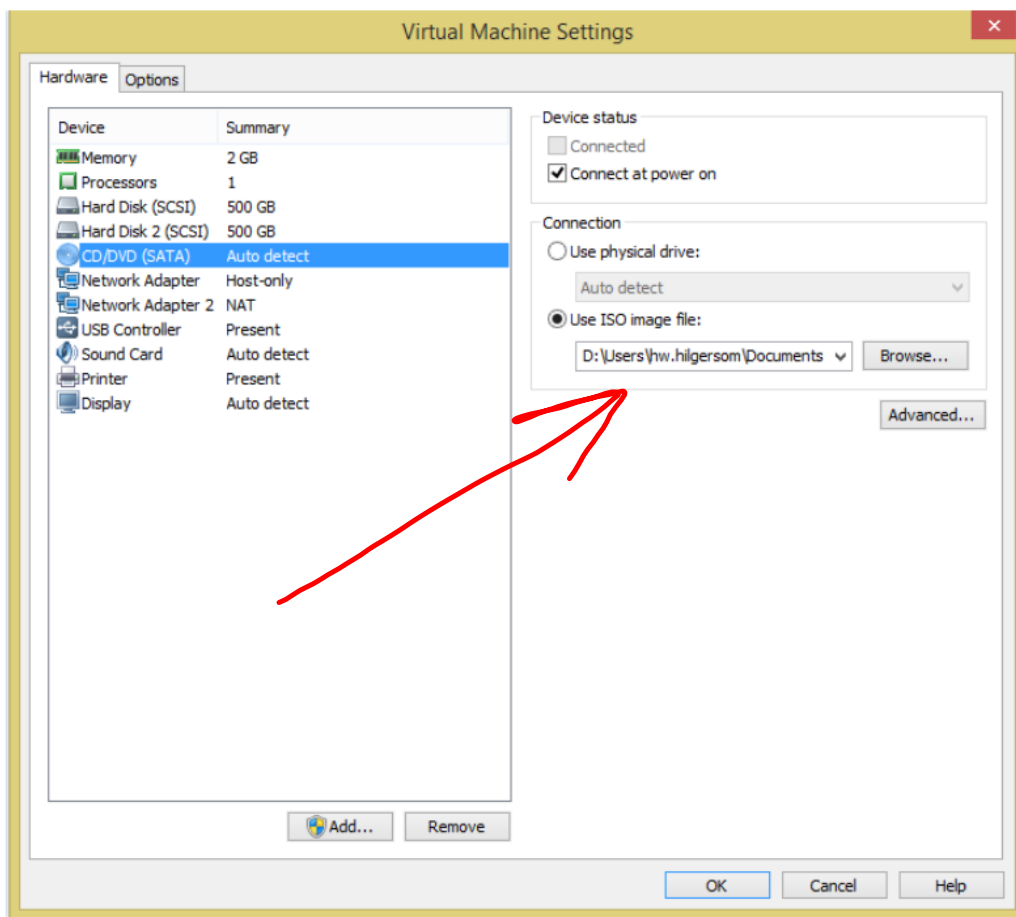 Virtual Machine Settings
Hardware
Options
Device Summary
Memory 2 GB
Processors 1
Hard Disk (SCSI) 500 GB
Hard Disk 2 (SCSI) 500 GB
CD/DVD (SATA) Auto detect
Network Adapter Host-only
Network Adapter 2 NAT
USB Controller Present
Sound Card Auto detect
Printer Present
Display Auto detect
Add...
Remove
Device status
Connected
Connect at power on
Connection
Use physical drive:
Auto detect
Use ISO image file:
D:\Users\hw.hilgersom\Documents
Browse...
Advanced...
OK
Cancel
Help